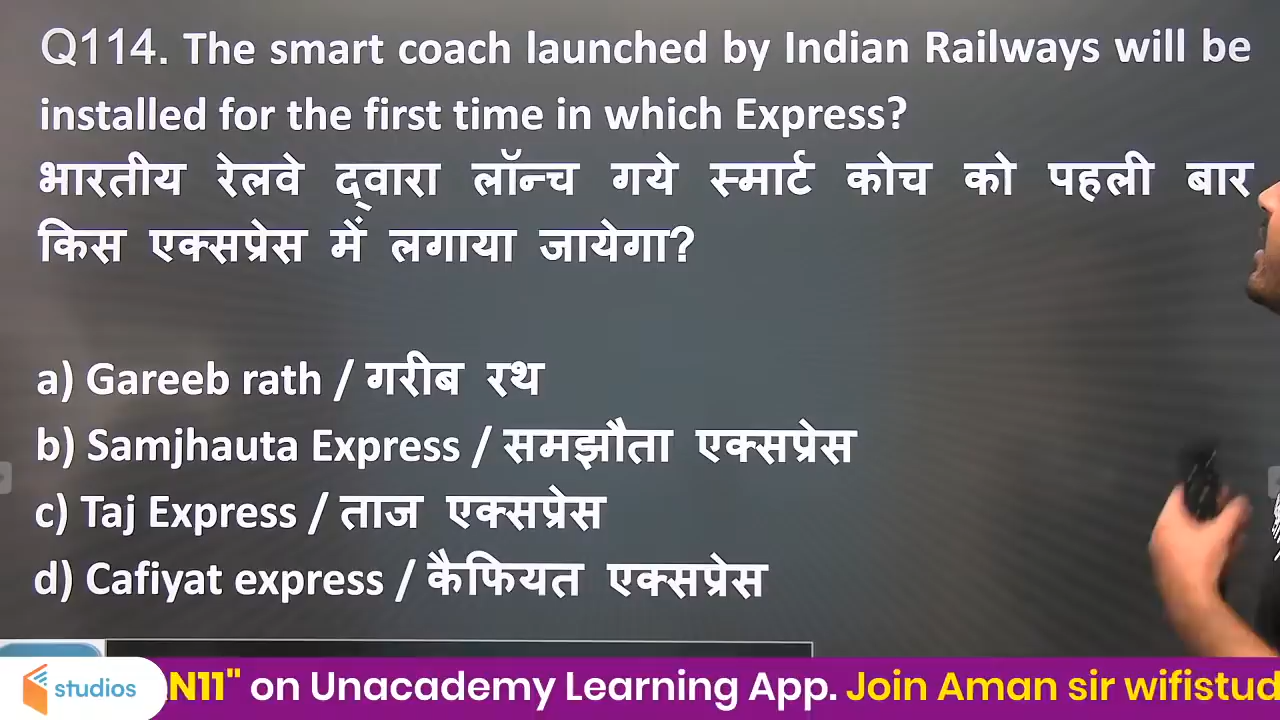 Q114. The smart coach launched by Indian Railways will be
installed for the first time in which Express?
भारतीय रेलवे द्वारा लॉन्च गये स्मार्ट कोच को पहली बार
किस एक्सप्रेस में लगाया जायेगा?
a) Gareeb rath / गरीब रथ
b) Samjhauta Express / समझौता एक्सप्रेस
c) Taj Express / ताज एक्सप्रेस
d) Cafiyat express / कैफियत एक्सप्रेस
studios N11" on Unacademy Learning App. Join Aman sir wifistud